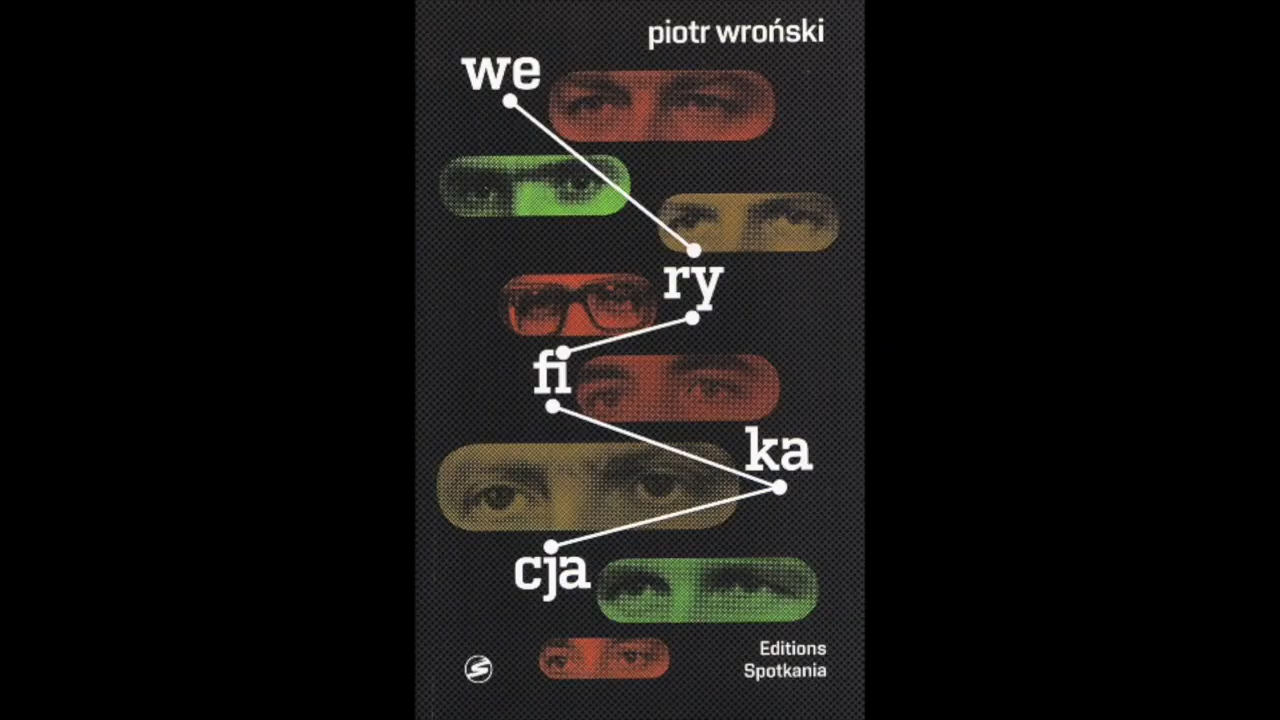 piotr wroński
we
ry
fi
ka
cja
Editions
Spotkania